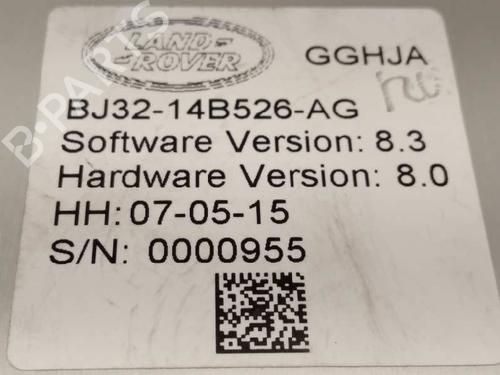 LAND-
ROVER
GGHJA
BJ32-14B526-AG
Software Version: 8.3
Hardware Version: 8.0
HH: 07-05-15
S/N: 0000955
B-PARTS